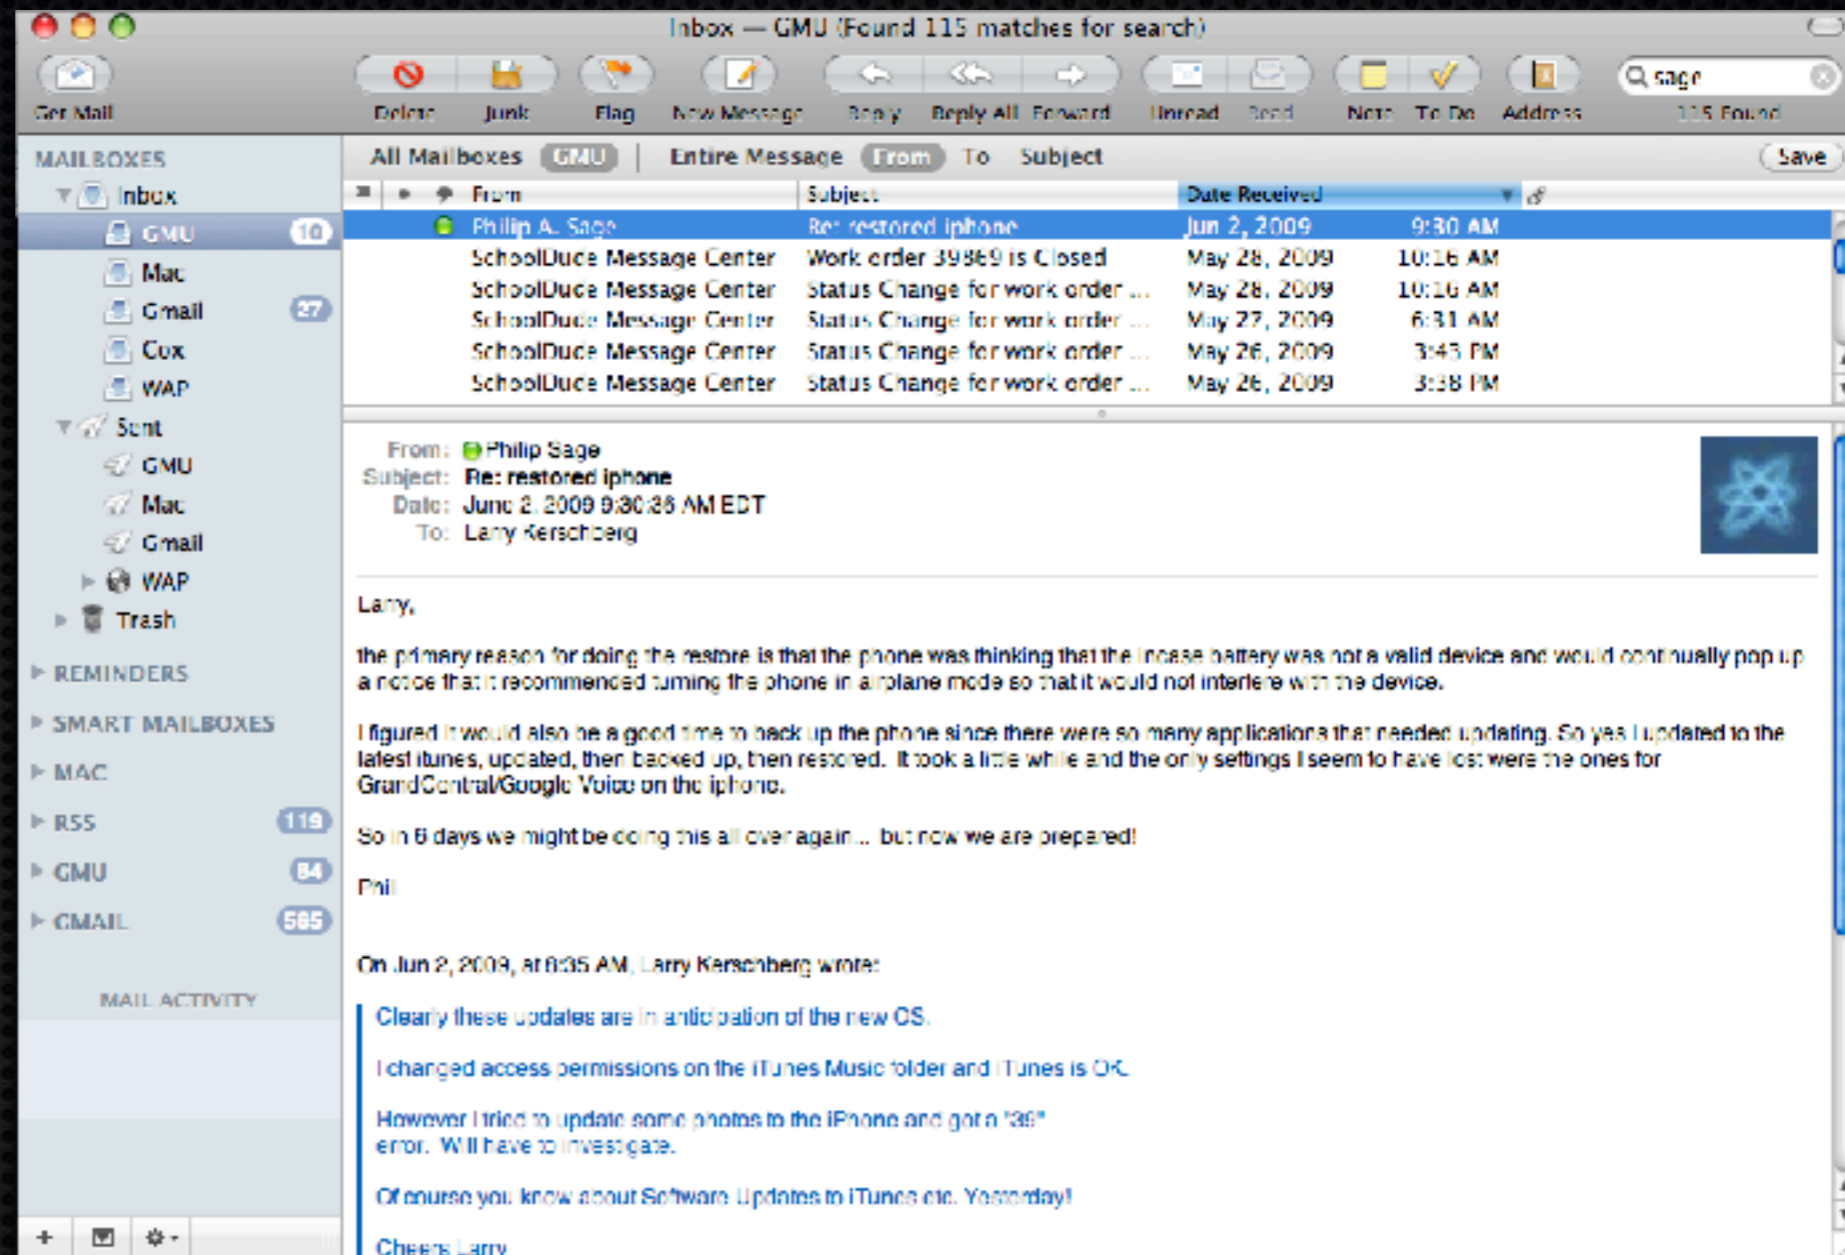 Inbox — GMU (Found 115 matches for search)
Get Mail Delete Junk Flag New Message Reply Reply All Forward Unread Read Note To Do Address sage
115 Found
MAILBOXES
Inbox
GMU 10
Mac
Gmail 27
Cox
WAP
Sent
GMU
Mac
Gmail
WAP
Trash
REMINDERS
SMART MAILBOXES
MAC
RSS 119
GMU 84
GMAIL 565
MAIL ACTIVITY
All Mailboxes GMU Entire Message From To Subject Save
From Subject Date Received
Philip A. Sage Re: restored iphone Jun 2, 2009 9:30 AM
SchoolDude Message Center Work order 39869 is Closed May 28, 2009 10:16 AM
SchoolDude Message Center Status Change for work order ... May 28, 2009 10:16 AM
SchoolDude Message Center Status Change for work order ... May 27, 2009 6:31 AM
SchoolDude Message Center Status Change for work order ... May 26, 2009 3:43 PM
SchoolDude Message Center Status Change for work order ... May 26, 2009 3:38 PM
From: Philip Sage
Subject: Re: restored iphone
Date: June 2, 2009 9:30:36 AM EDT
To: Larry Kerschberg
Larry,
the primary reason for doing the restore is that the phone was thinking that the incase battery was not a valid device and would continually pop up
a notice that it recommended turning the phone in airplane mode so that it would not interfere with the device.
I figured it would also be a good time to back up the phone since there were so many applications that needed updating. So yes I updated to the
latest itunes, updated, then backed up, then restored. It took a little while and the only settings I seem to have lost were the ones for
GrandCentral/Google Voice on the iphone.
So in 6 days we might be doing this all over again... but now we are prepared!
Phil
On Jun 2, 2009, at 8:35 AM, Larry Kerschberg wrote:
Clearly these updates are in anticipation of the new OS.
I changed access permissions on the iTunes Music folder and iTunes is OK.
However I tried to update some photos to the iPhone and got a "39"
error. Will have to investigate.
Of course you know about Software Updates to iTunes etc. Yesterday!
Cheers Larry